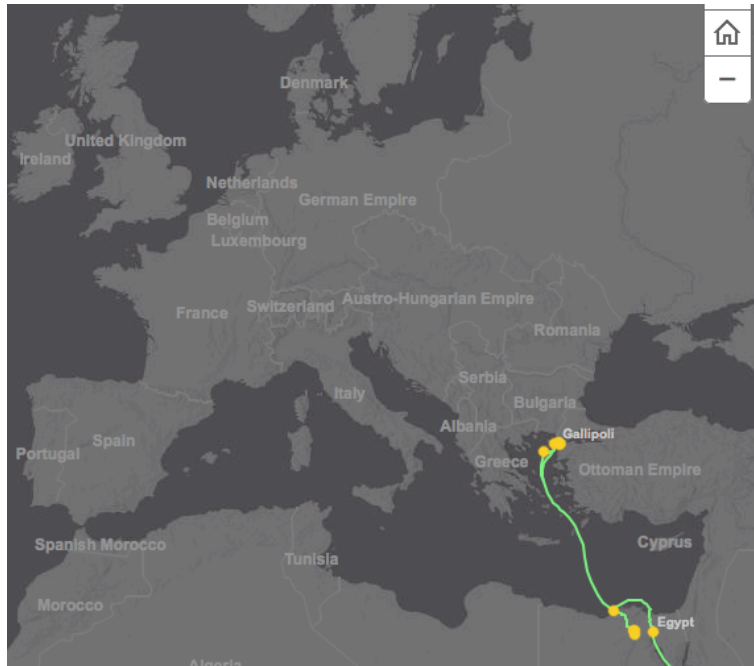 Denmark
United Kingdom
Ireland
Netherlands
German Empire
Belgium
Luxembourg
Austro-Hungarian Empire
Switzerland
France
Romania
Serbia
Italy
Bulgaria
Albania
Gallipoli
Spain
Portugal
Greece
Ottoman Empire
Cyprus
Spanish Morocco
Tunisia
Morocco
Egypt
Algeria